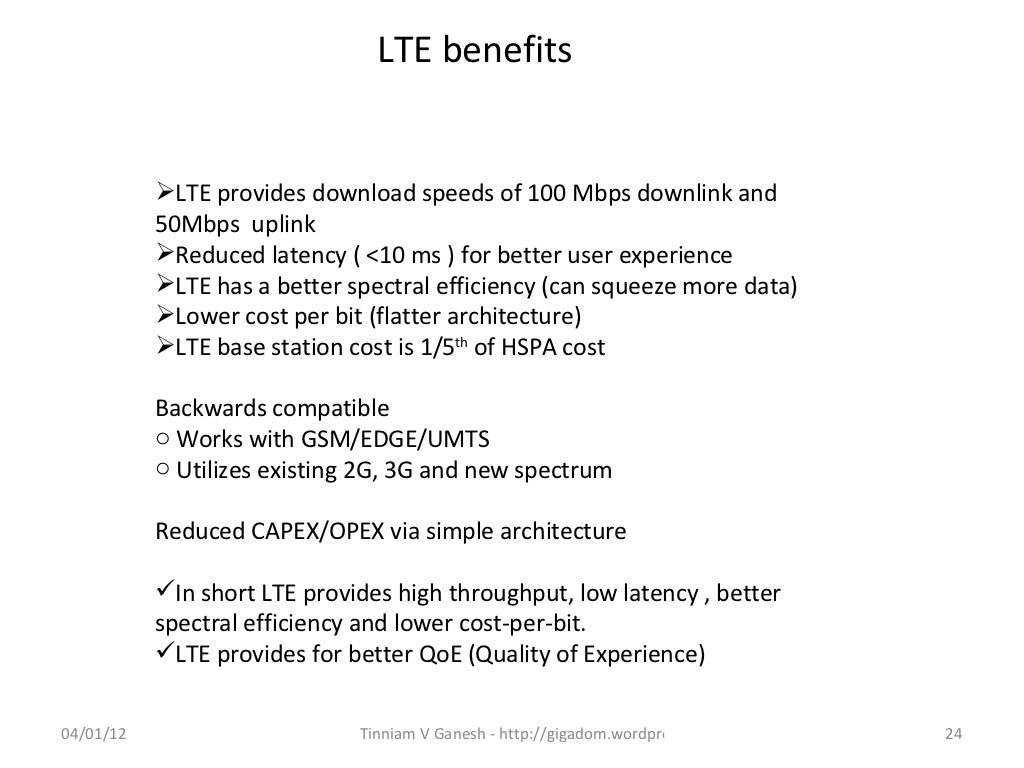 LTE benefits
➢LTE provides download speeds of 100 Mbps downlink and
50Mbps  uplink
➢Reduced latency ( <10 ms ) for better user experience
➢LTE has a better spectral efficiency (can squeeze more data)
➢Lower cost per bit (flatter architecture)
➢LTE base station cost is 1/5th of HSPA cost
Backwards compatible
○ Works with GSM/EDGE/UMTS
○ Utilizes existing 2G, 3G and new spectrum
Reduced CAPEX/OPEX via simple architecture
✓In short LTE provides high throughput, low latency , better
spectral efficiency and lower cost-per-bit.
✓LTE provides for better QoE (Quality of Experience)
04/01/12 Tinniam V Ganesh - http://gigadom.wordpr 24